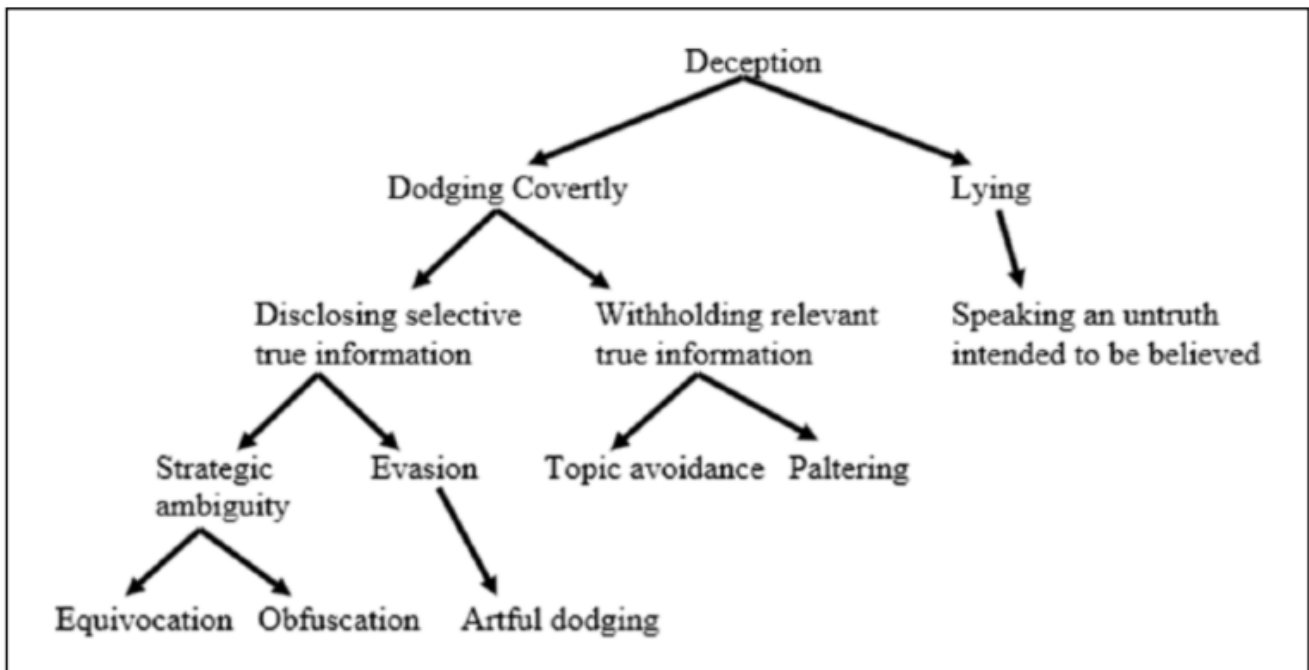 Deception
Dodging Covertly
Lying
Disclosing selective
true information
Withholding relevant
true information
Speaking an untruth
intended to be believed
Strategic
ambiguity
Evasion
Topic avoidance
Paltering
Equivocation
Obfuscation
Artful dodging